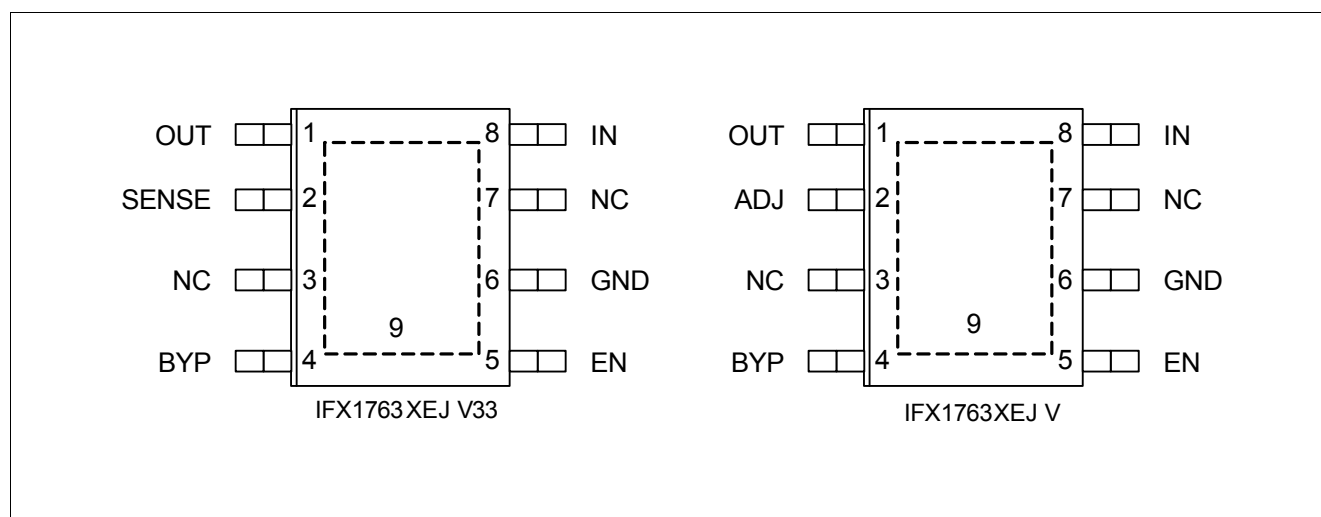 OUT 1 8 IN
SENSE 2 7 NC
NC 3 6 GND
9
BYP 4 5 EN
IFX1763XEJ V33
OUT 1 8 IN
ADJ 2 7 NC
NC 3 6 GND
9
BYP 4 5 EN
IFX1763XEJ V